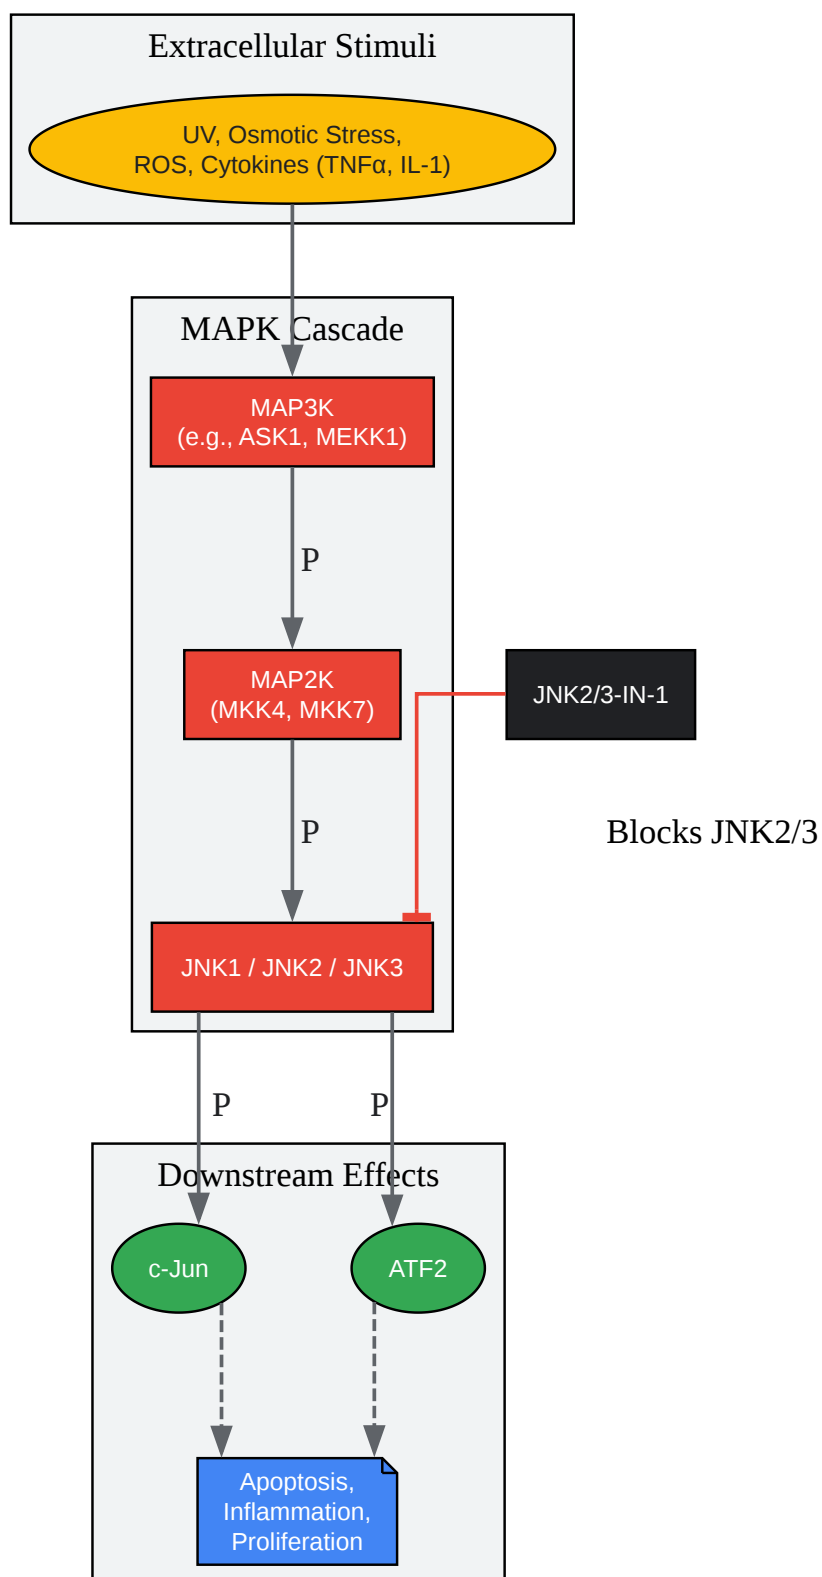 Extracellular Stimuli
UV, Osmotic Stress,
ROS, Cytokines (TNFα, IL-1)
MAPK Cascade
MAP3K
(e.g., ASK1, MEKK1)
P
MAP2K
(MKK4, MKK7)
JNK2/3-IN-1
P
Blocks JNK2/3
JNK1 / JNK2 / JNK3
P
P
Downstream Effects
c-Jun
ATF2
Apoptosis,
Inflammation,
Proliferation